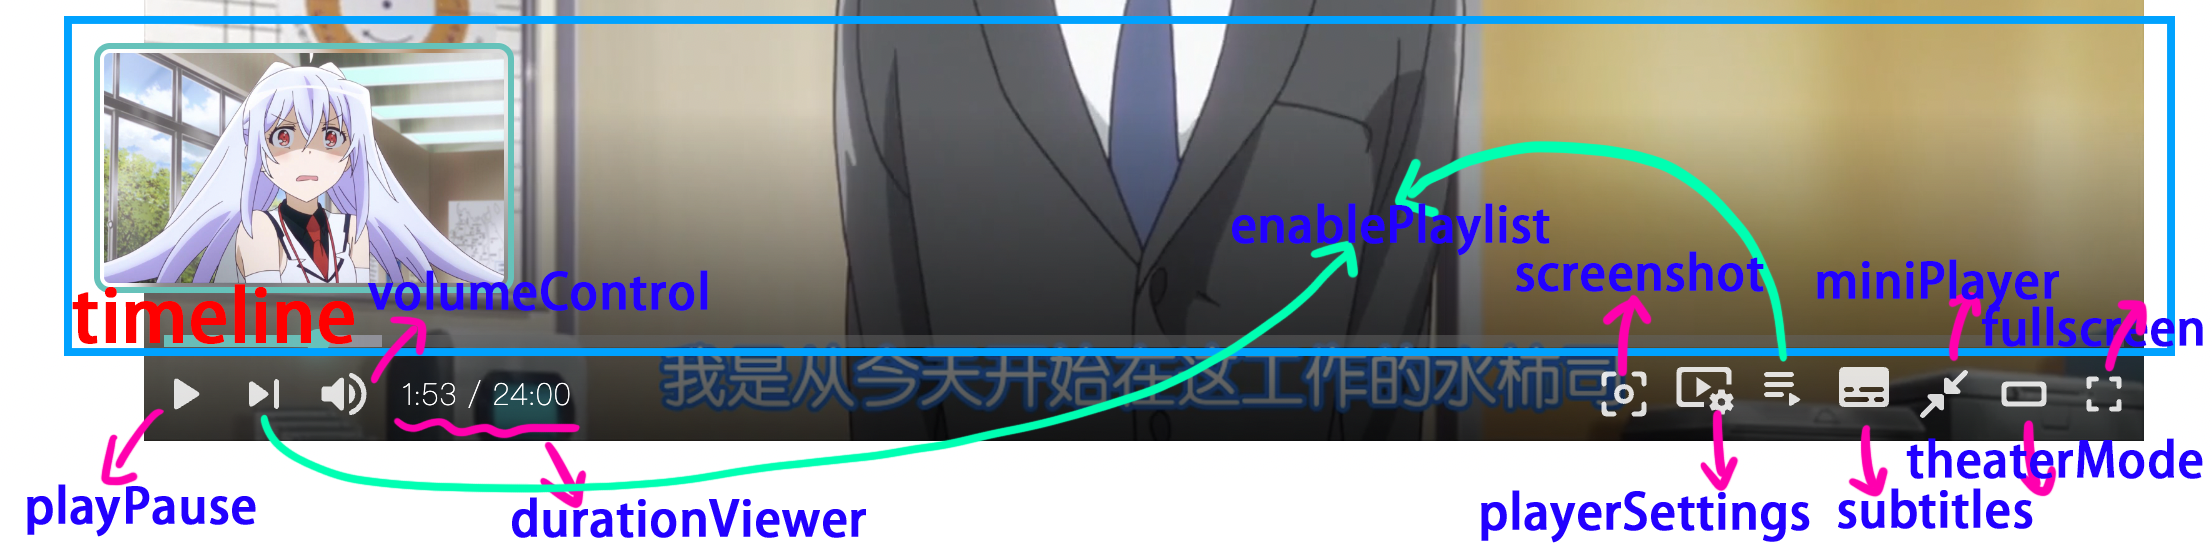 enablePlaylist
screenshot
volumeControl
miniPlayer
timeline
fullscreen
我是从今天开始在这工作的水柿司
1:53 / 24:00
theaterMode
playPause
durationViewer
playerSettings
subtitles